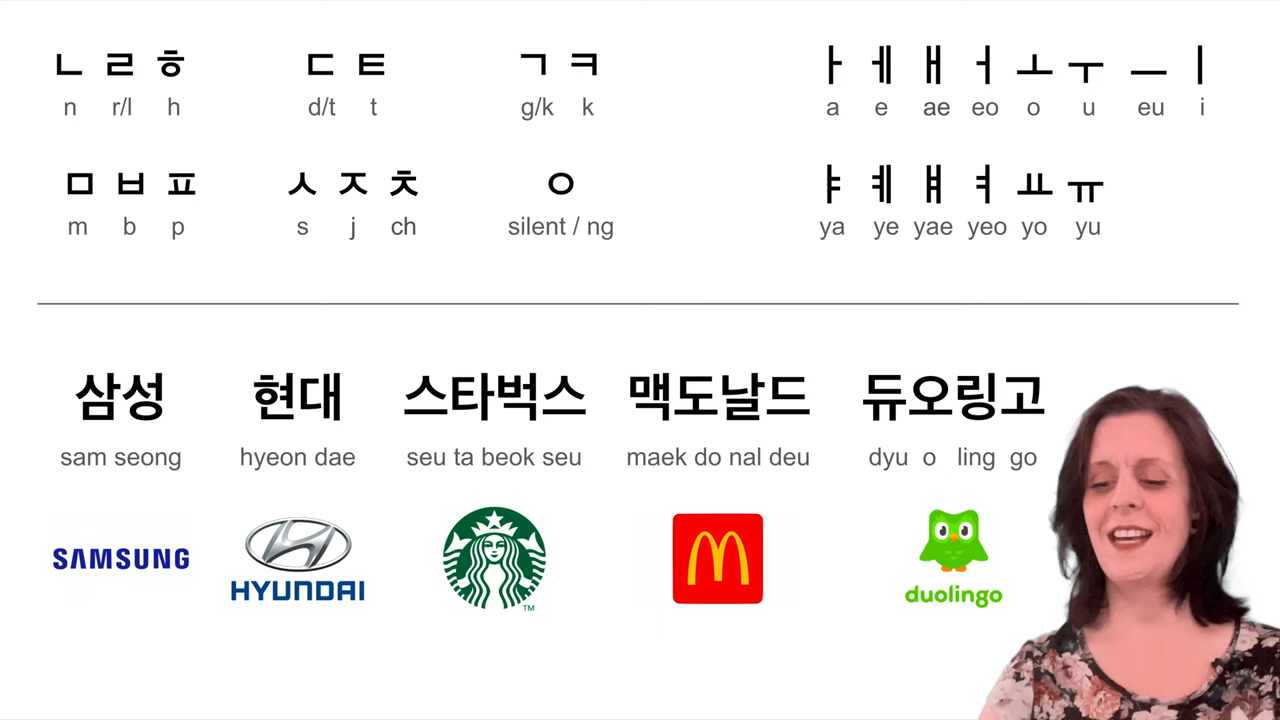 ㄴ ㄹ ㅎ ㄷ ㅌ ㄱ ㅋ ㅏ ㅔ ㅐ ㅓ ㅗ ㅜ ㅡ ㅣ
n r/l h d/t t g/k k a e ae eo o u eu i
ㅁ ㅂ ㅍ ㅅ ㅈ ㅊ ㅇ ㅑ ㅖ ㅒ ㅕ ㅛ ㅠ
m b p s j ch silent / ng ya ye yae yeo yo yu
삼성 현대 스타벅스 맥도날드 듀오링고
sam seong hyeon dae seu ta beok seu maek do nal deu dyu o ling go
SAMSUNG HYUNDAI TM duolingo